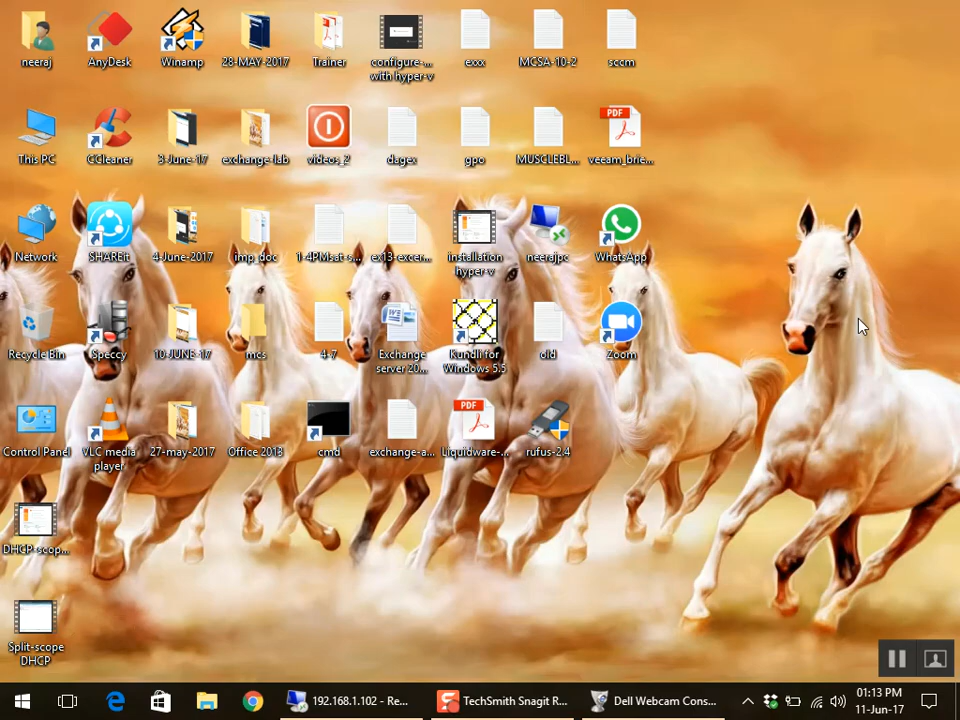 neeraj
AnyDesk
Winamp
28-MAY-2017
Trainer
configure-...
with hyper-v
exxx
MCSA-10-2
sccm
This PC
CCleaner
3-June-17
exchange-lab
videos_2
dagex
gpo
MUSCLEBL...
PDF
veeam_brie...
Network
SHAREit
4-June-2017
imp_doc
1-4PMsat-s...
ex13-excer...
installation
hyper-v
neerajpc
WhatsApp
Recycle Bin
Speccy
10-JUNE-17
mcs
4-7
Exchange
server 20...
Kundli for
Windows 5.5
old
Zoom
Control Panel
VLC media
player
27-may-2017
Office 2013
cmd
exchange-a...
PDF
Liquidware-...
rufus-2.4
DHCP-scop...
Split-scope
DHCP
192.168.1.102 - Re...
TechSmith Snagit R...
Dell Webcam Cons...
01:13 PM
11-Jun-17